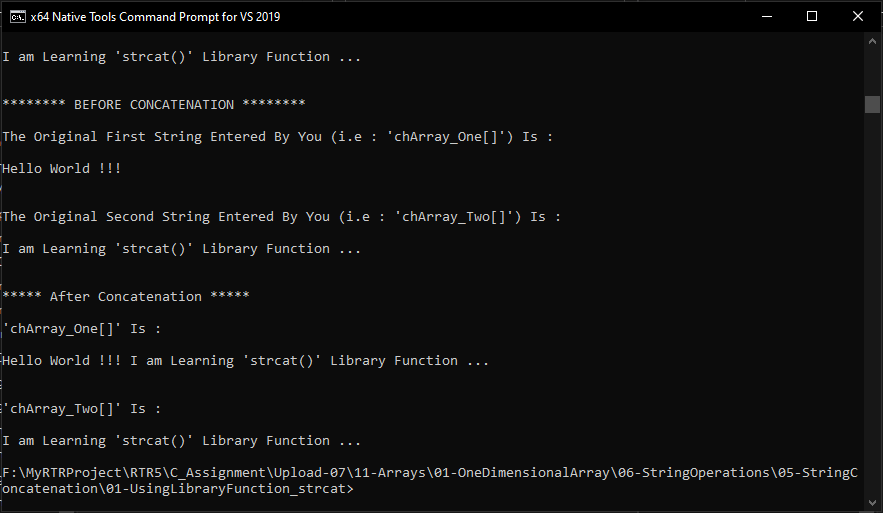 x64 Native Tools Command Prompt for VS 2019
I am Learning 'strcat()' Library Function ...
******** BEFORE CONCATENATION ********
The Original First String Entered By You (i.e : 'chArray_One[]') Is :
Hello World !!!
The Original Second String Entered By You (i.e : 'chArray_Two[]') Is :
I am Learning 'strcat()' Library Function ...
***** After Concatenation *****
'chArray_One[]' Is :
Hello World !!! I am Learning 'strcat()' Library Function ...
'chArray_Two[]' Is :
I am Learning 'strcat()' Library Function ...
F:\MyRTRProject\RTR5\C_Assignment\Upload-07\11-Arrays\01-OneDimensionalArray\06-StringOperations\05-StringC
oncatenation\01-UsingLibraryFunction_strcat>